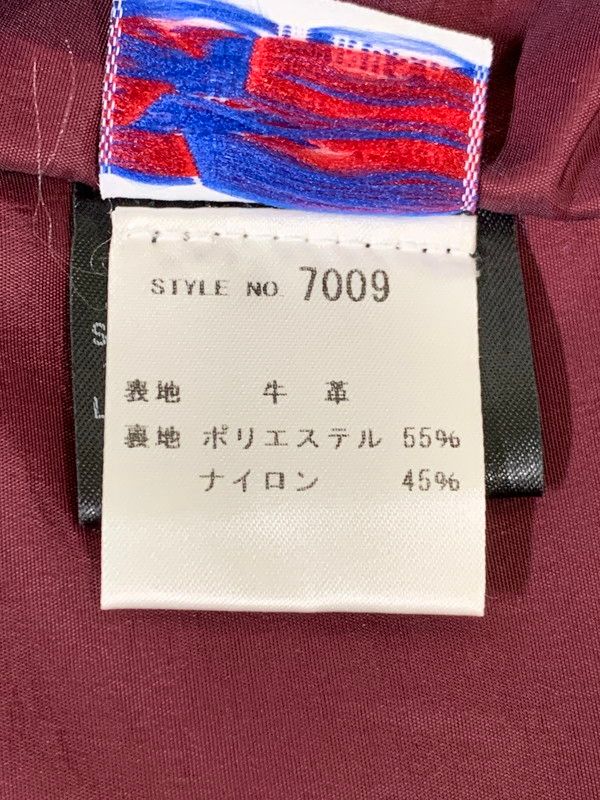 STYLE NO. 7009
表地 牛革
裏地 ポリエステル 55%
ナイロン 45%
S
L